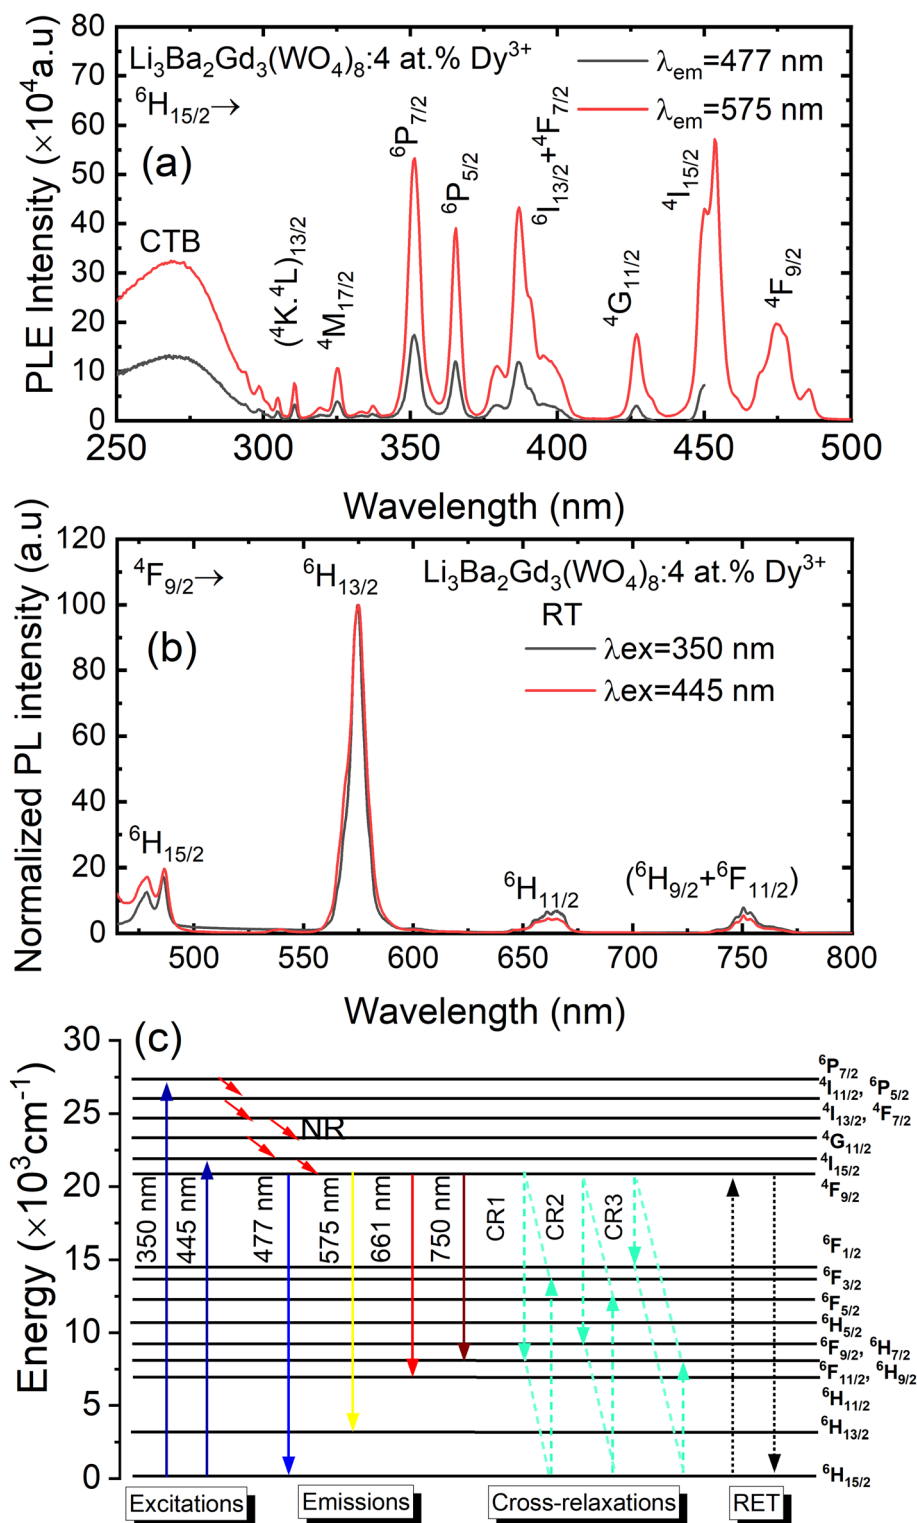 80
70
60
50
40
30
20
10
0
PLE Intensity (×10⁴a.u)
Li₃Ba₂Gd₃(WO₄)₈:4 at.% Dy³⁺
⁶H₁₅/₂→
(a)
λem=477 nm
λem=575 nm
CTB
(⁴K.⁴L)₁₃/₂
⁴M₁₇/₂
⁶P₇/₂
⁶P₅/₂
⁶I₁₃/₂+⁴F₇/₂
⁴G₁₁/₂
⁴I₁₅/₂
⁴F₉/₂
250 300 350 400 450 500
Wavelength (nm)
120
100
80
60
40
20
0
Normalized PL intensity (a.u)
⁴F₉/₂→
⁶H₁₃/₂
Li₃Ba₂Gd₃(WO₄)₈:4 at.% Dy³⁺
RT
(b)
λex=350 nm
λex=445 nm
⁶H₁₅/₂
⁶H₁₁/₂
(⁶H₉/₂+⁶F₁₁/₂)
500 550 600 650 700 750 800
Wavelength (nm)
(c)
30
25
20
15
10
5
0
Energy (×10³cm⁻¹)
NR
350 nm
445 nm
477 nm
575 nm
661 nm
750 nm
CR1
CR2
CR3
⁶P₇/₂
⁴I₁₁/₂, ⁶P₅/₂
⁴I₁₃/₂, ⁴F₇/₂
⁴G₁₁/₂
⁴I₁₅/₂
⁴F₉/₂
⁶F₁/₂
⁶F₃/₂
⁶F₅/₂
⁶H₅/₂
⁶F₉/₂, ⁶H₇/₂
⁶F₁₁/₂, ⁶H₉/₂
⁶H₁₁/₂
⁶H₁₃/₂
⁶H₁₅/₂
Excitations
Emissions
Cross-relaxations
RET